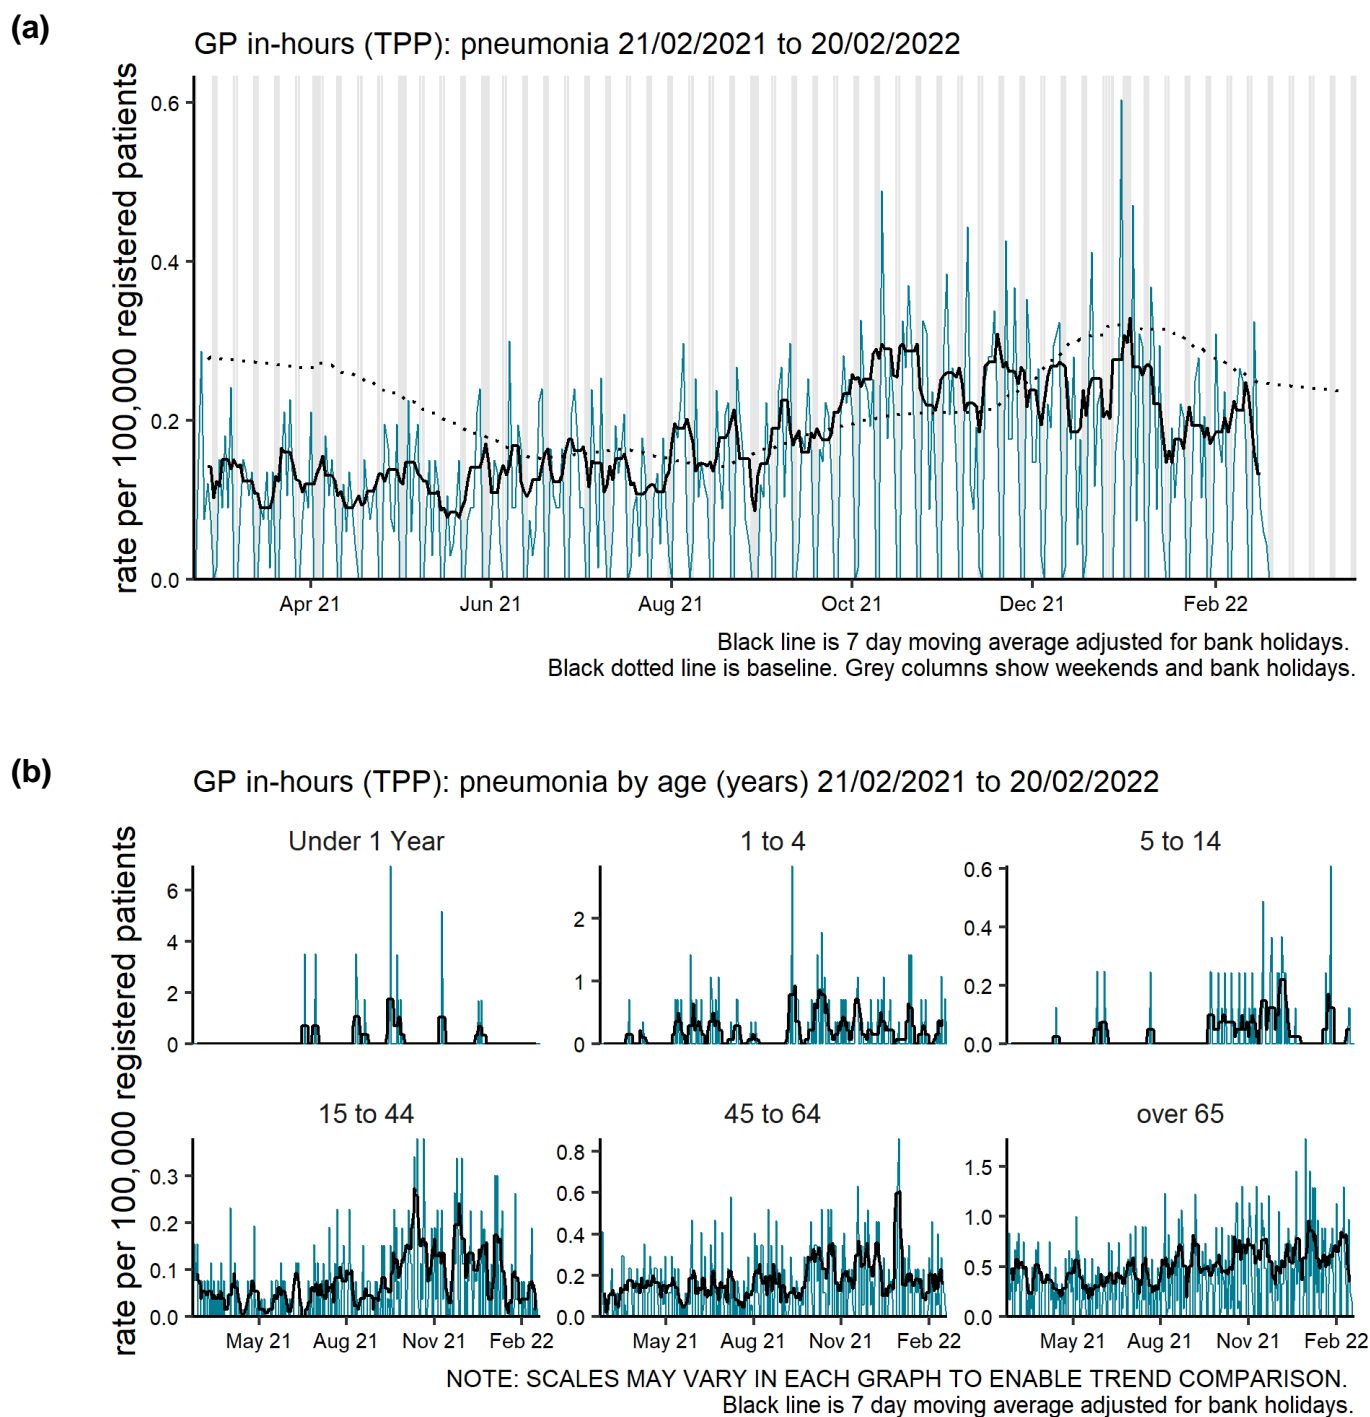 (a)
GP in-hours (TPP): pneumonia 21/02/2021 to 20/02/2022
rate per 100,000 registered patients
0.6
0.4
0.2
0.0
Apr 21
Jun 21
Aug 21
Oct 21
Dec 21
Feb 22
Black line is 7 day moving average adjusted for bank holidays.
Black dotted line is baseline. Grey columns show weekends and bank holidays.
(b)
GP in-hours (TPP): pneumonia by age (years) 21/02/2021 to 20/02/2022
rate per 100,000 registered patients
Under 1 Year
6
4
2
0
1 to 4
2
1
0
5 to 14
0.6
0.4
0.2
0.0
15 to 44
0.3
0.2
0.1
0.0
May 21
Aug 21
Nov 21
Feb 22
45 to 64
0.8
0.6
0.4
0.2
0.0
May 21
Aug 21
Nov 21
Feb 22
over 65
1.5
1.0
0.5
0.0
May 21
Aug 21
Nov 21
Feb 22
NOTE: SCALES MAY VARY IN EACH GRAPH TO ENABLE TREND COMPARISON.
Black line is 7 day moving average adjusted for bank holidays.